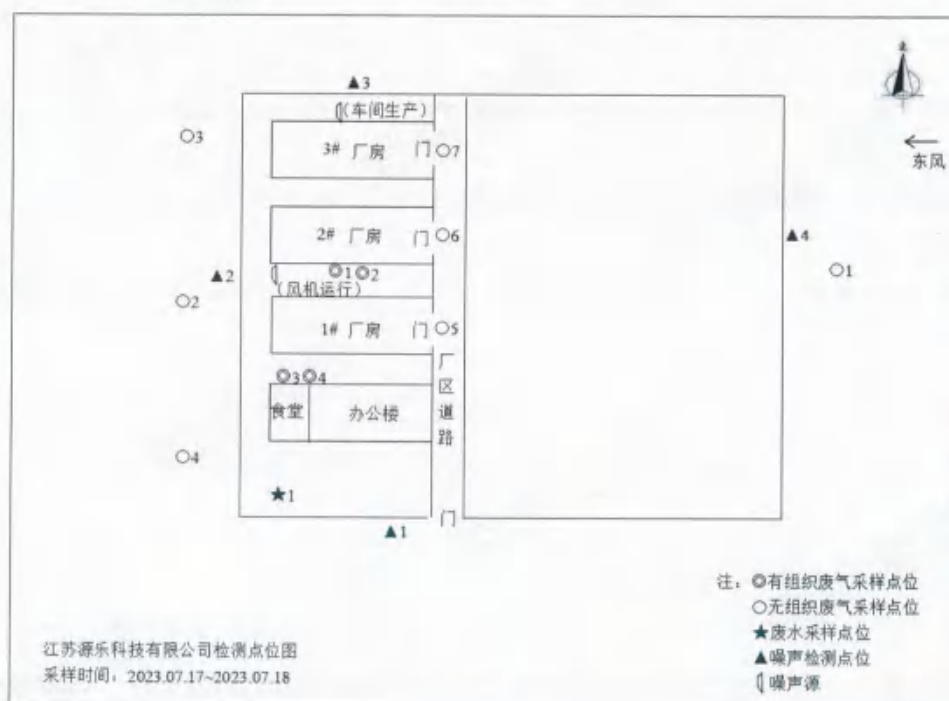 北
▲3
(车间生产)
○3
3# 厂房 门 ○7
东风
2# 厂房 门 ○6
▲4
▲2
◎1◎2
○1
(风机运行)
○2
1# 厂房 门 ○5
厂区道路
◎3◎4
食堂 办公楼
○4
★1
▲1
门
注:◎有组织废气采样点位
○无组织废气采样点位
★废水采样点位
▲噪声检测点位
噪声源
江苏源乐科技有限公司检测点位图
采样时间:2023.07.17~2023.07.18